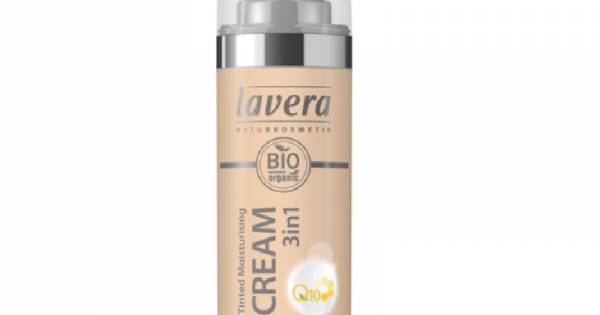 lavera
NATURKOSMETIK
BIO
organic
Tinted Moisturising
CREAM
3in1
Q10